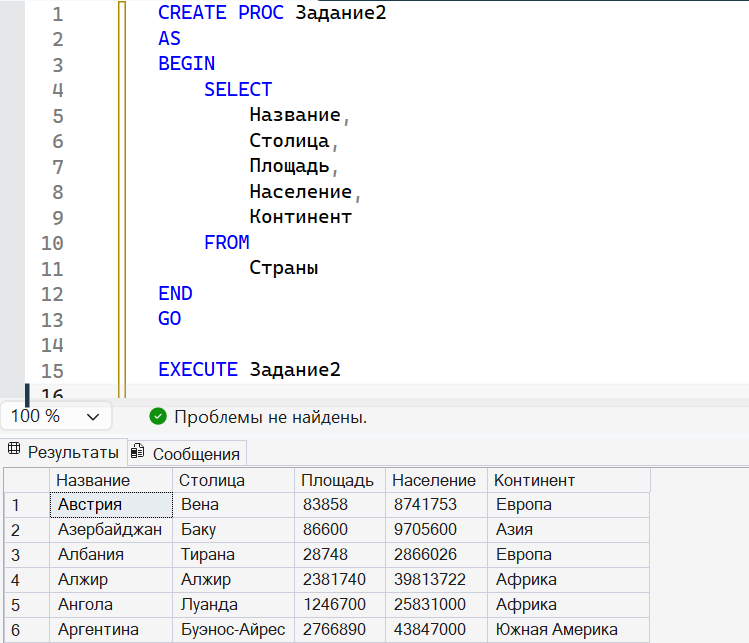 1 CREATE PROC Задание2
2 AS
3 BEGIN
4 SELECT
5 Название,
6 Столица,
7 Площадь,
8 Население,
9 Континент
10 FROM
11 Страны
12 END
13 GO
14
15 EXECUTE Задание2
16
100 % Проблемы не найдены.
Результаты Сообщения
Название Столица Площадь Население Континент
1 Австрия Вена 83858 8741753 Европа
2 Азербайджан Баку 86600 9705600 Азия
3 Албания Тирана 28748 2866026 Европа
4 Алжир Алжир 2381740 39813722 Африка
5 Ангола Луанда 1246700 25831000 Африка
6 Аргентина Буэнос-Айрес 2766890 43847000 Южная Америка